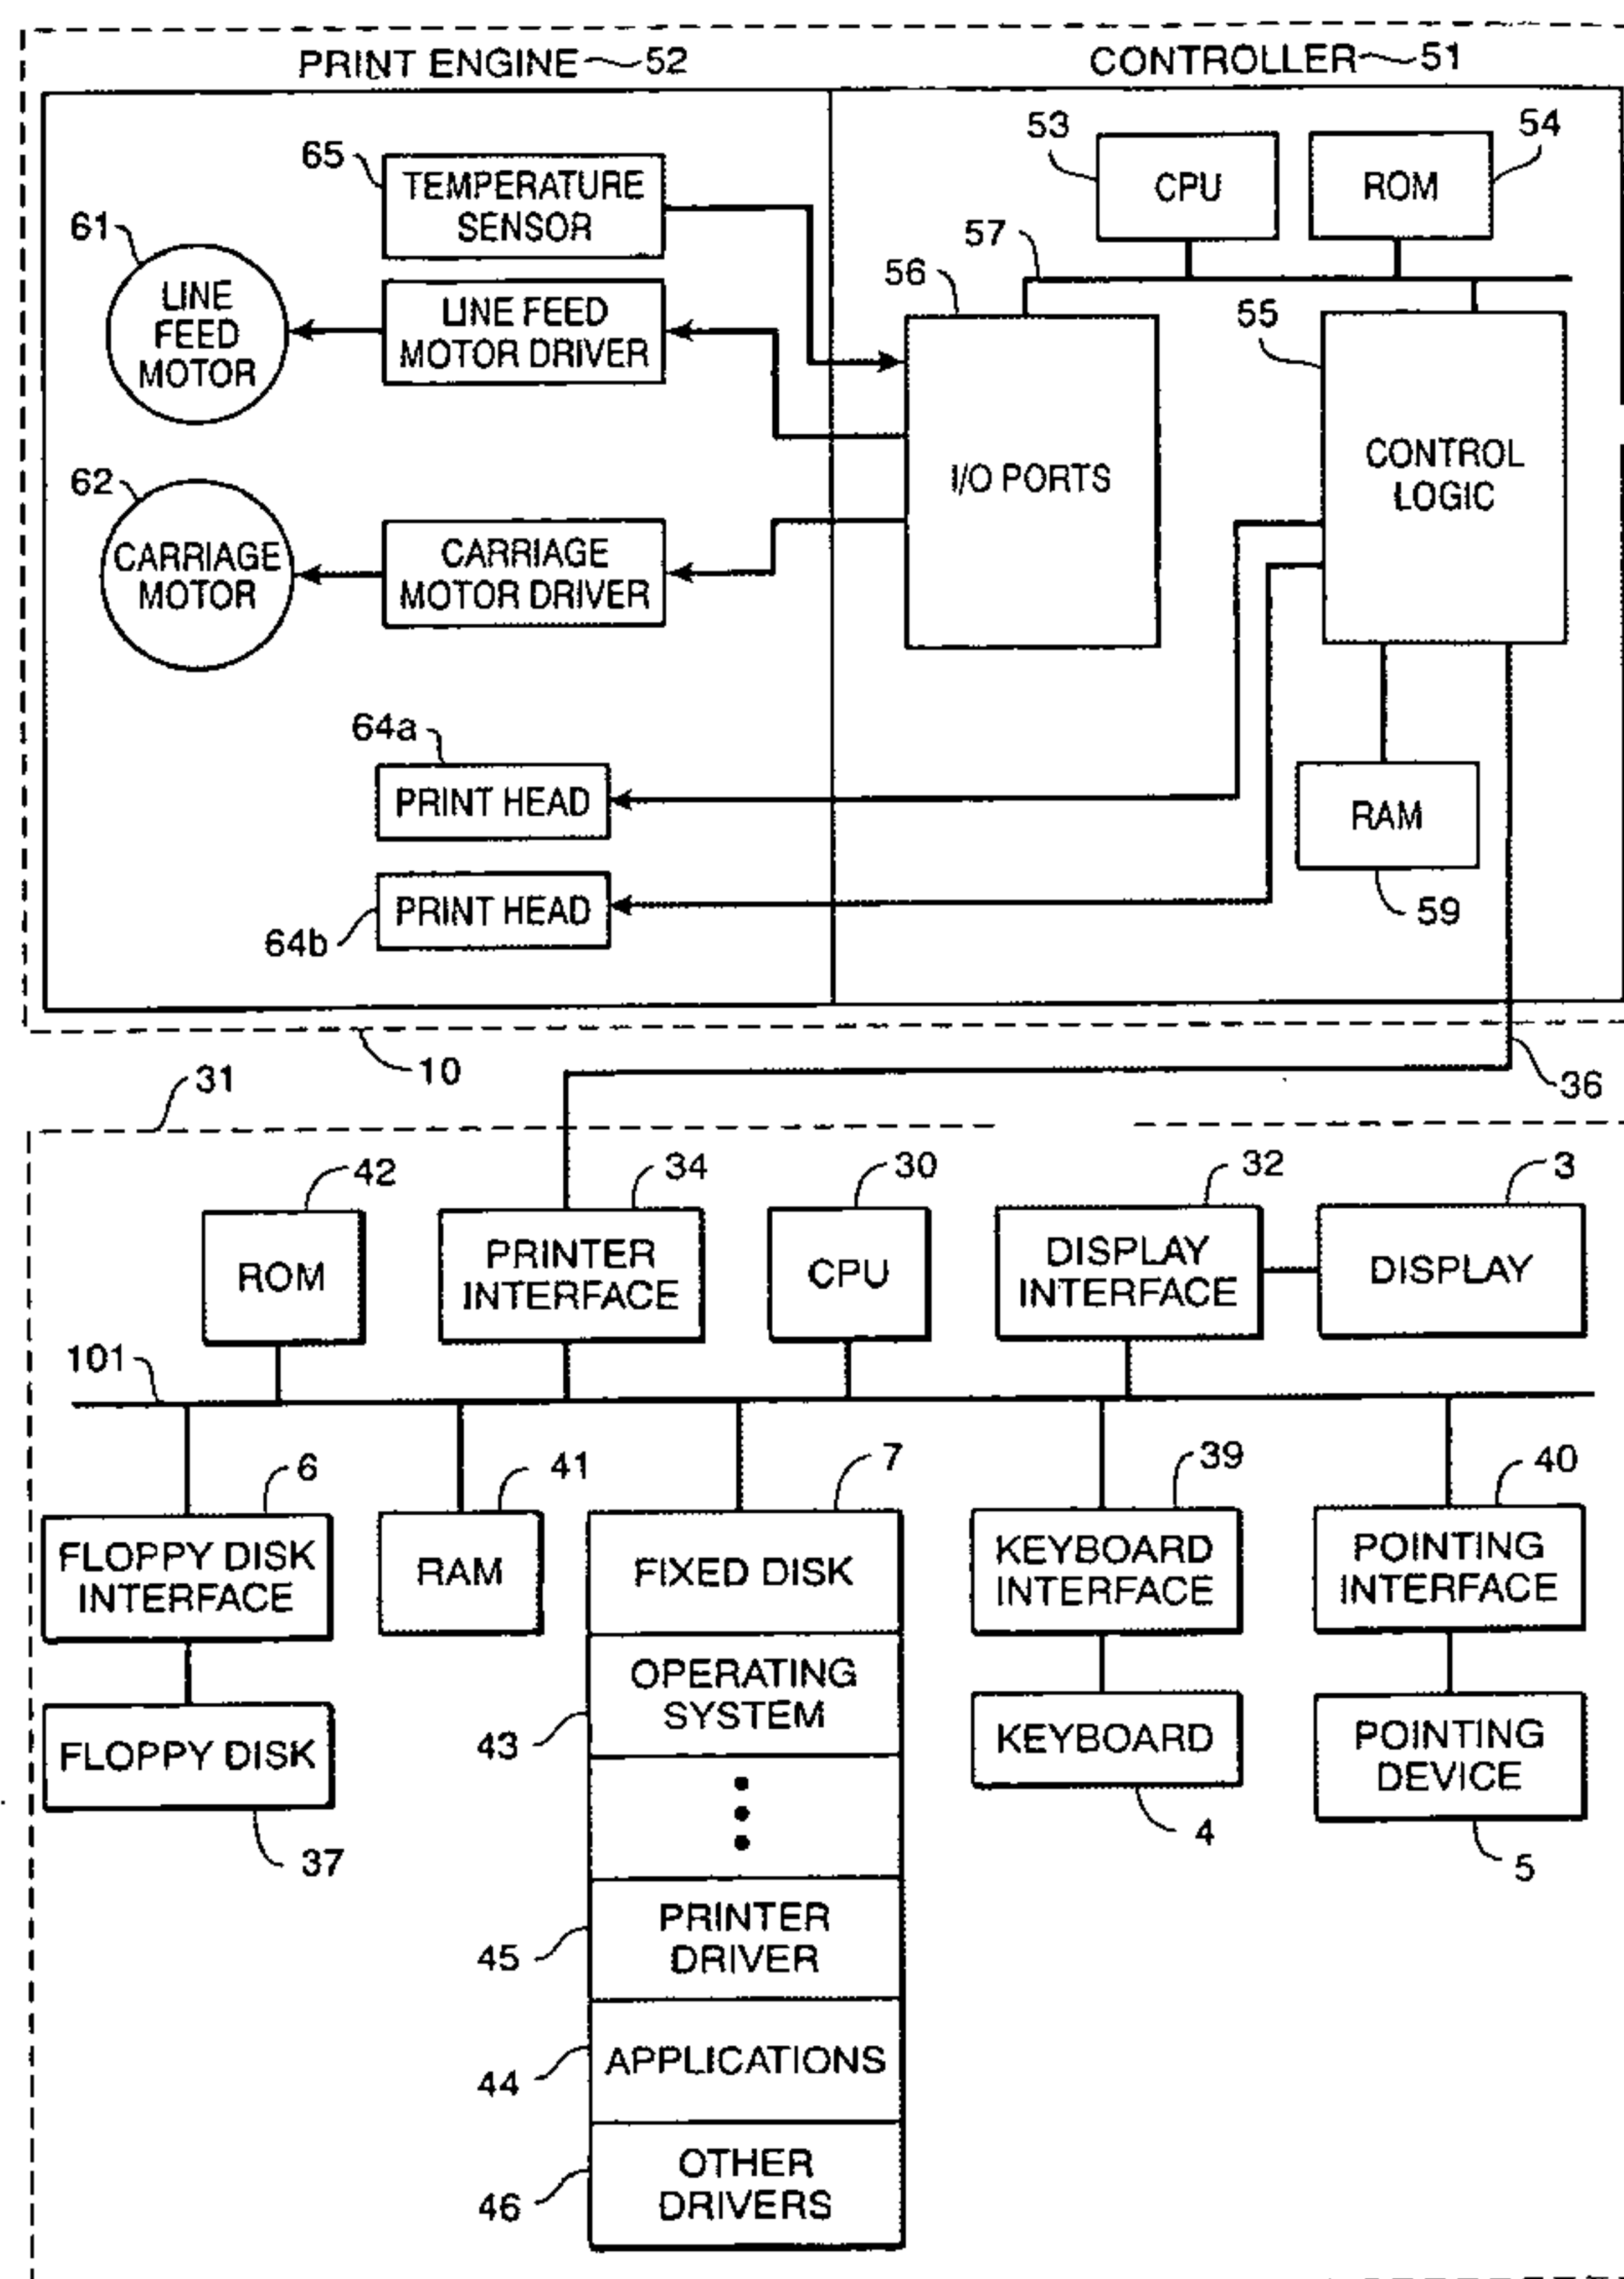 PRINT ENGINE 52
CONTROLLER 51
53
54
65
TEMPERATURE
SENSOR
CPU
ROM
61
57
56
LINE
FEED
MOTOR
LINE FEED
MOTOR DRIVER
55
I/O PORTS
CONTROL
LOGIC
62
CARRIAGE
MOTOR
CARRIAGE
MOTOR DRIVER
64a
PRINT HEAD
RAM
59
64b
PRINT HEAD
10
31
36
42
34
30
32
3
ROM
PRINTER
INTERFACE
CPU
DISPLAY
INTERFACE
DISPLAY
101
6
41
7
39
40
FLOPPY DISK
INTERFACE
RAM
FIXED DISK
KEYBOARD
INTERFACE
POINTING
INTERFACE
OPERATING
SYSTEM
43
FLOPPY DISK
37
KEYBOARD
4
POINTING
DEVICE
5
PRINTER
DRIVER
45
APPLICATIONS
44
OTHER
DRIVERS
46